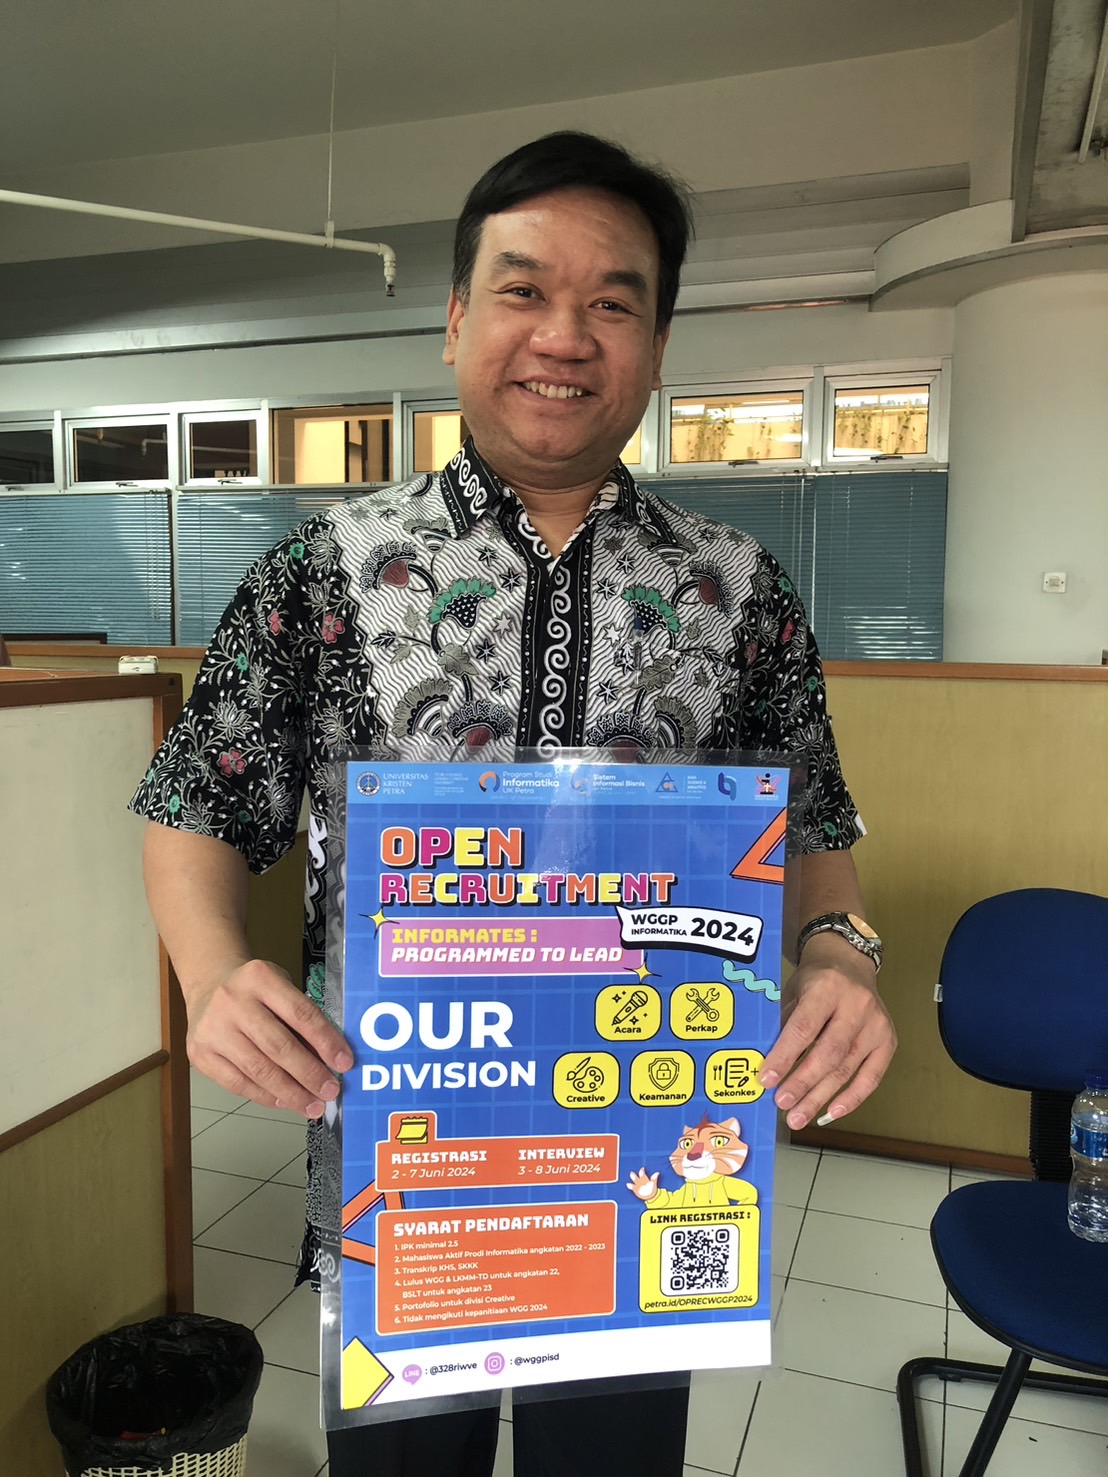 UNIVERSITAS
KRISTEN
PETRA
Program Studi
Informatika
UK Petra
Sistem
Informasi Bisnis
OPEN
RECRUITMENT
WGGP
INFORMATIKA
2024
INFORMATES :
PROGRAMMED TO LEAD
OUR
DIVISION
Acara
Perkap
Creative
Keamanan
Sekonkes
REGISTRASI
2 - 7 Juni 2024
INTERVIEW
3 - 8 Juni 2024
SYARAT PENDAFTARAN
1. IPK minimal 2.5
2. Mahasiswa Aktif Prodi Informatika angkatan 2022 - 2023
3. Transkrip KHS, SKKK
4. Lulus WGG & LKMM-TD untuk angkatan 22,
BSLT untuk angkatan 23
5. Portofolio untuk divisi Creative
6. Tidak mengikuti kepanitiaan WGG 2024
LINK REGISTRASI :
petra.id/OPRECWGGP2024
LINE : @328riwve
: @wggpisd